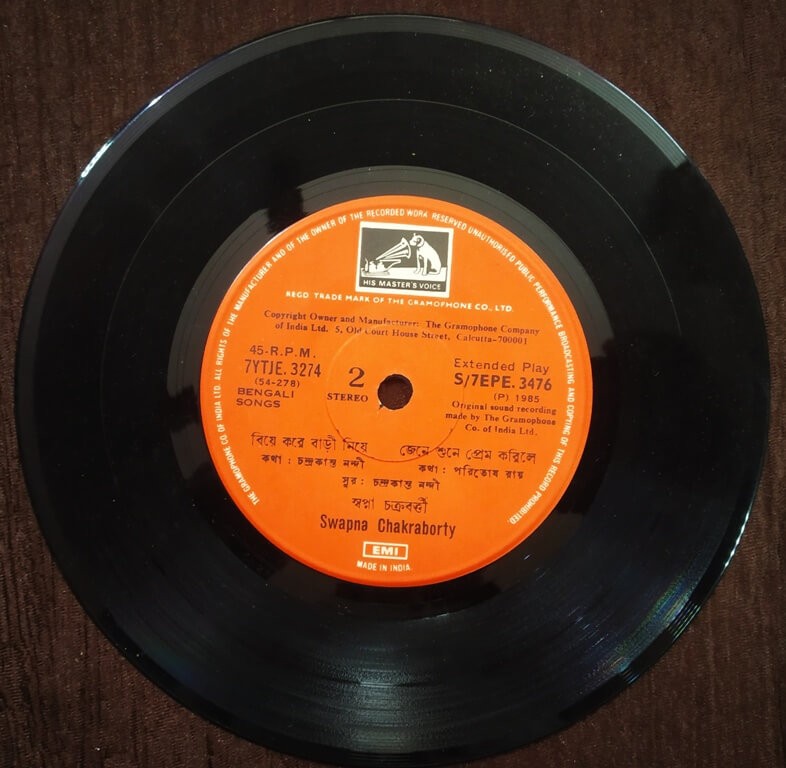 THE GRAMOPHONE CO. OF INDIA LTD. ALL RIGHTS OF THE MANUFACTURER AND OF THE OWNER OF THE RECORDED WORK RESERVED UNAUTHORISED PUBLIC PERFORMANCE BROADCASTING AND COPYING OF THIS RECORD PROHIBITED.
HIS MASTER'S VOICE
REGD. TRADE MARK OF THE GRAMOPHONE CO., LTD.
Copyright Owner and Manufacturer: The Gramophone Company
of India Ltd. 5, Old Court House Street, Calcutta-700001
45-R.P.M.
7YTJE. 3274
(54-278)
BENGALI
SONGS
2
STEREO
Extended Play
S/7EPE. 3476
(P) 1985
Original sound recording
made by The Gramophone
Co. of India Ltd.
বিয়ে করে বাড়ী নিয়ে জেনে শুনে প্রেম করিলে
কথা : চন্দ্রকান্ত নন্দী কথা : পরিতোষ রায়
সুর : চন্দ্রকান্ত নন্দী
স্বপ্না চক্রবর্ত্তী
Swapna Chakraborty
EMI
MADE IN INDIA.